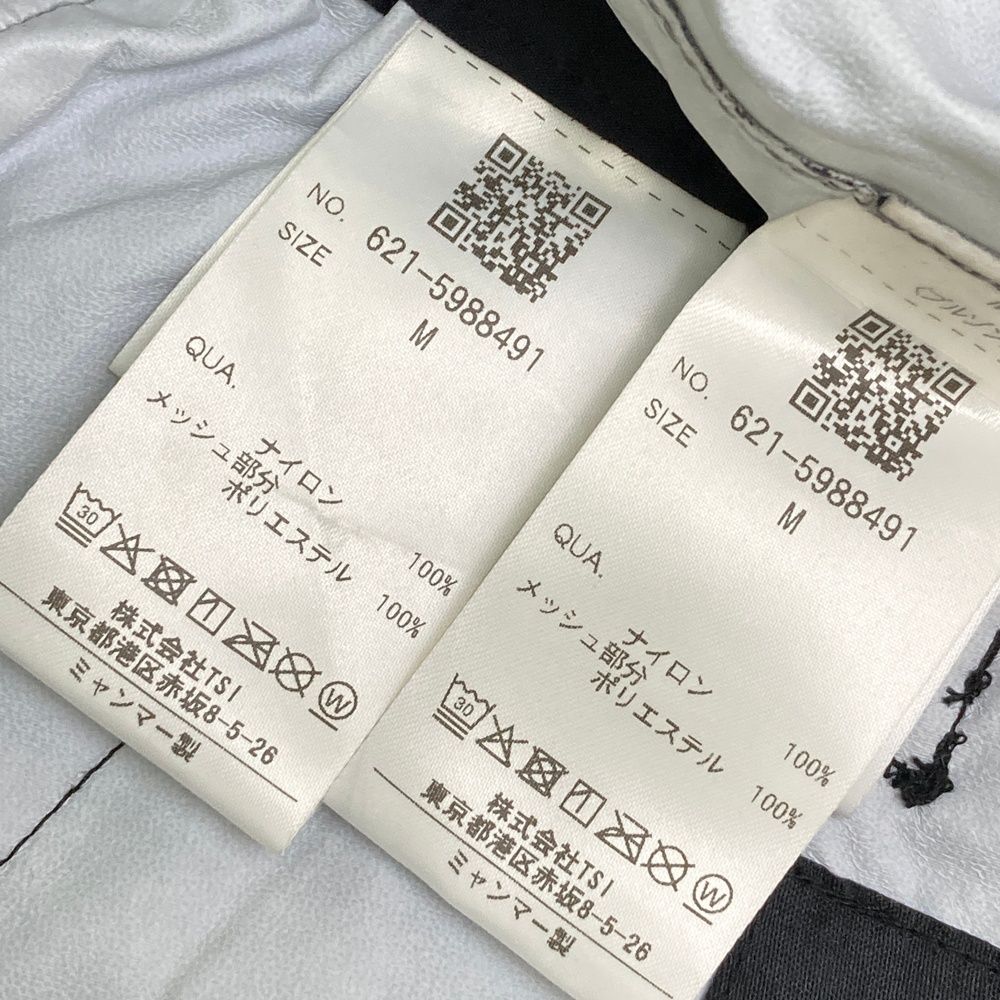 NO. 621-5988491
SIZE M
QUA.
ナイロン 100%
メッシュ部分
ポリエステル 100%
30
W
株式会社TSI
東京都港区赤坂8-5-26
ミャンマー製
NO. 621-5988491
SIZE M
QUA.
ナイロン 100%
メッシュ部分
ポリエステル 100%
30
W
株式会社TSI
東京都港区赤坂8-5-26
ミャンマー製